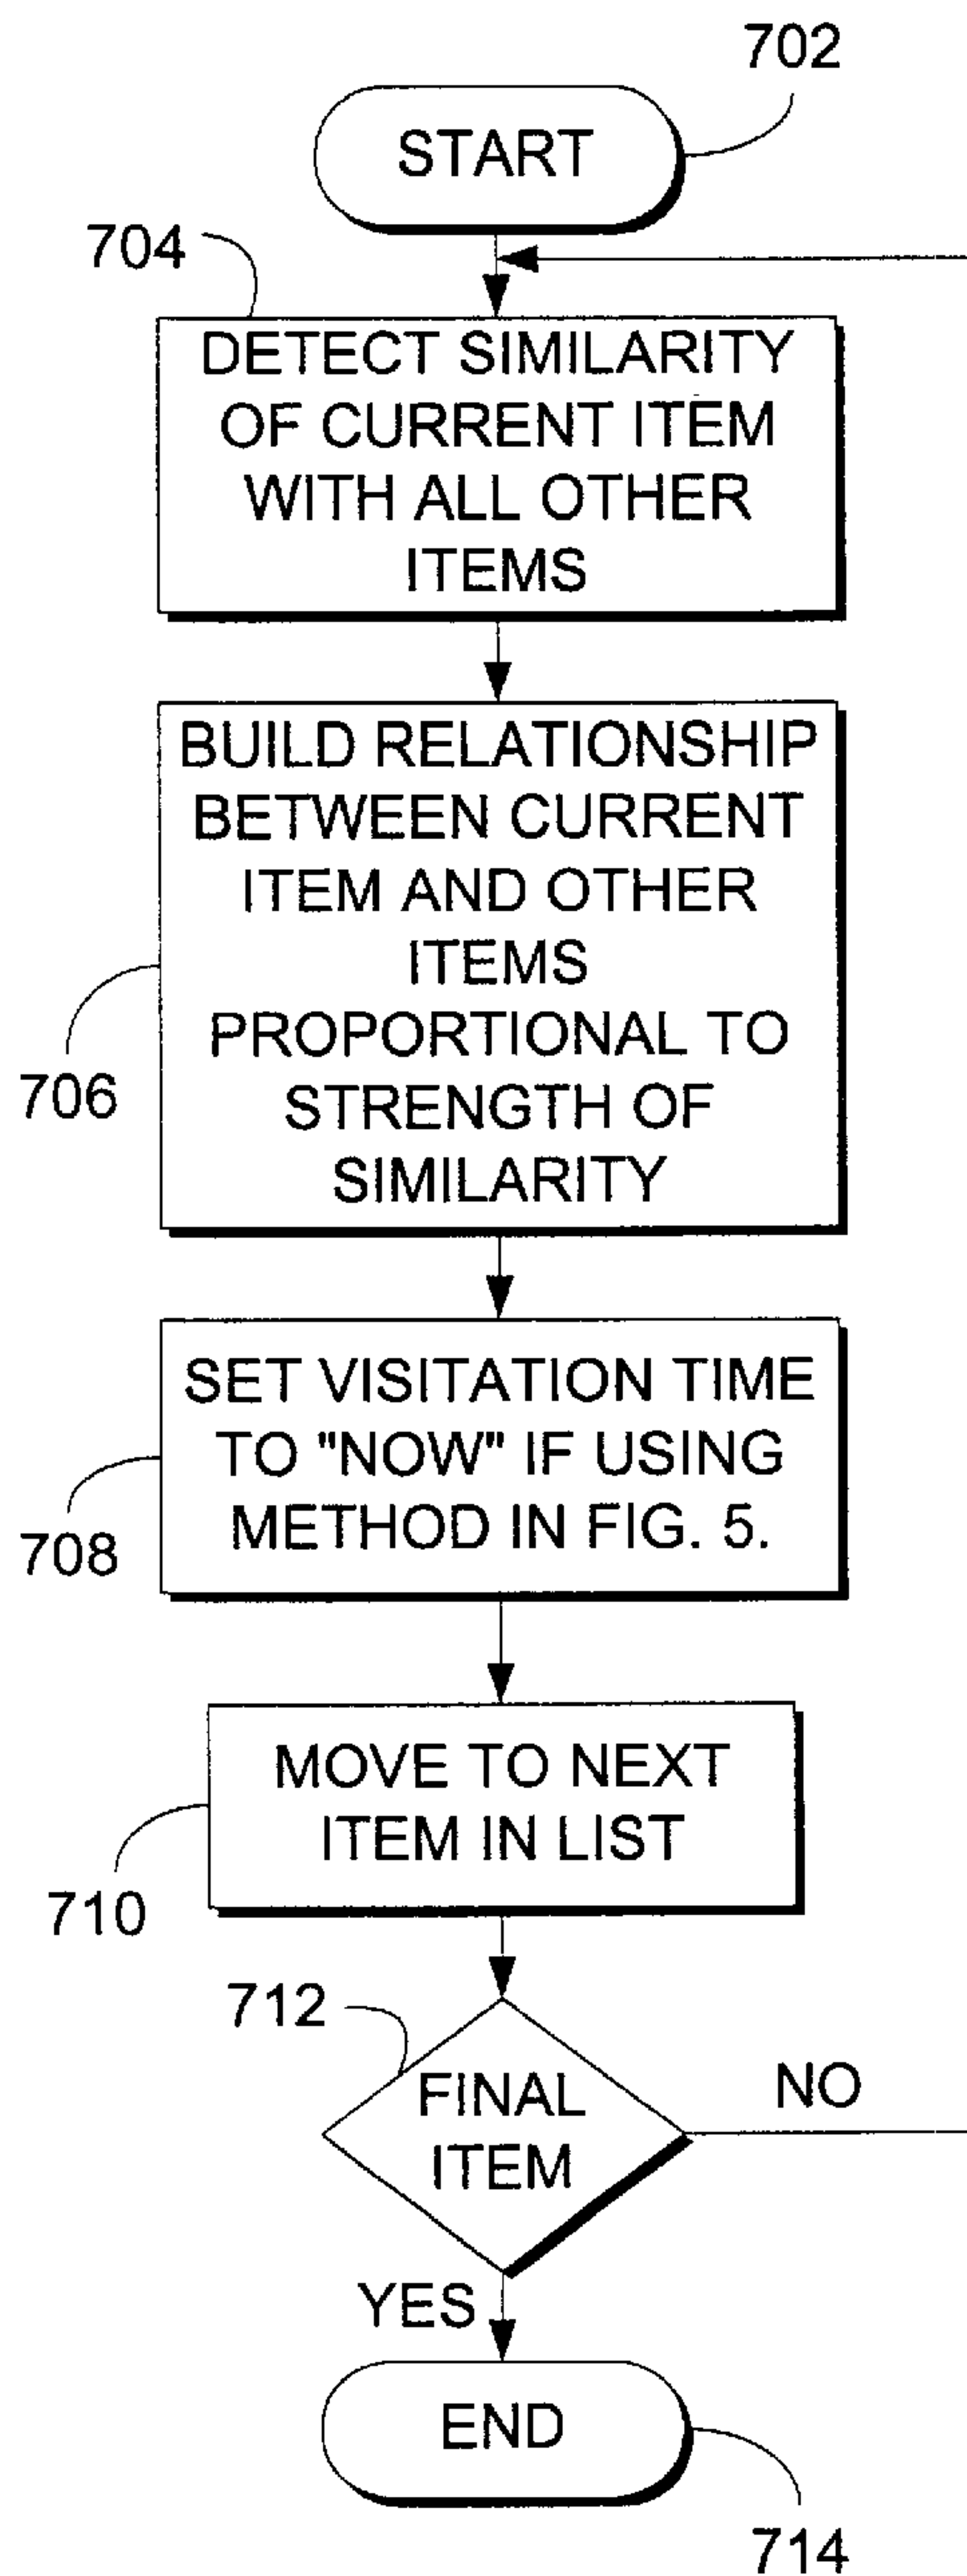 702
START
704
DETECT SIMILARITY
OF CURRENT ITEM
WITH ALL OTHER
ITEMS
BUILD RELATIONSHIP
BETWEEN CURRENT
ITEM AND OTHER
ITEMS
PROPORTIONAL TO
STRENGTH OF
SIMILARITY
706
SET VISITATION TIME
TO "NOW" IF USING
METHOD IN FIG. 5.
708
MOVE TO NEXT
ITEM IN LIST
710
712
FINAL
ITEM
NO
YES
END
714